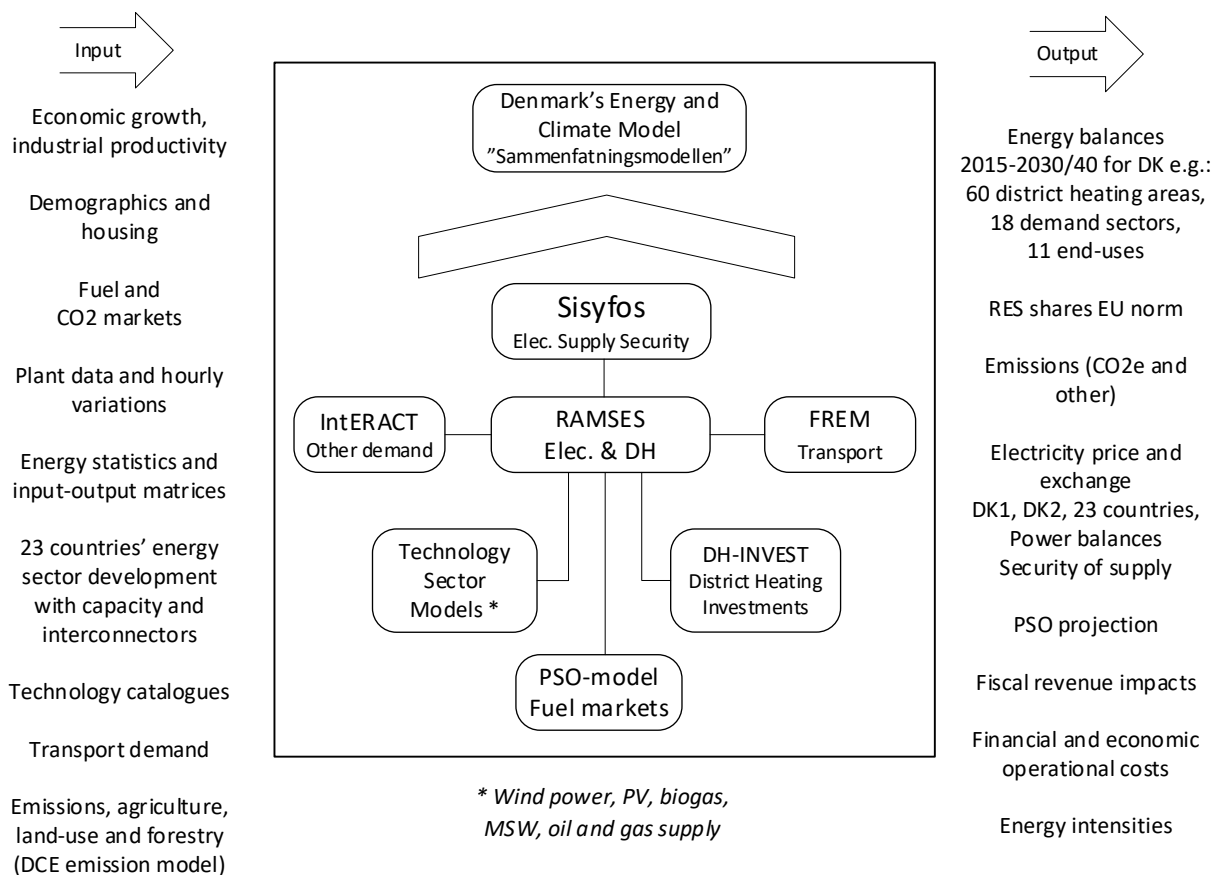 Input
Economic growth,
industrial productivity
Demographics and
housing
Fuel and
CO2 markets
Plant data and hourly
variations
Energy statistics and
input-output matrices
23 countries’ energy
sector development
with capacity and
interconnectors
Technology catalogues
Transport demand
Emissions, agriculture,
land-use and forestry
(DCE emission model)
Denmark’s Energy and
Climate Model
”Sammenfatningsmodellen”
Sisyfos
Elec. Supply Security
IntERACT
Other demand
RAMSES
Elec. & DH
FREM
Transport
Technology
Sector
Models *
DH-INVEST
District Heating
Investments
PSO-model
Fuel markets
* Wind power, PV, biogas,
MSW, oil and gas supply
Output
Energy balances
2015-2030/40 for DK e.g.:
60 district heating areas,
18 demand sectors,
11 end-uses
RES shares EU norm
Emissions (CO2e and
other)
Electricity price and
exchange
DK1, DK2, 23 countries,
Power balances
Security of supply
PSO projection
Fiscal revenue impacts
Financial and economic
operational costs
Energy intensities